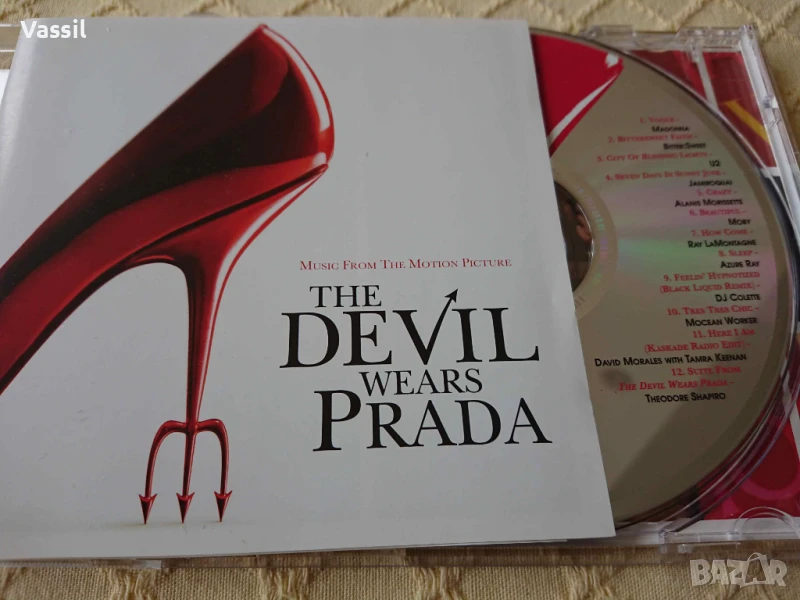 Vassil
MUSIC FROM THE MOTION PICTURE
THE
DEVIL
WEARS
PRADA
1. VOGUE -
MADONNA
2. BITTERSWEET FAITH -
BITTER:SWEET
3. CITY OF BLINDING LIGHTS -
U2
4. SEVEN DAYS IN SUNNY JUNE -
JAMIROQUAI
5. CRAZY -
ALANIS MORISSETTE
6. BEAUTIFUL -
MOBY
7. HOW COME -
RAY LAMONTAGNE
8. SLEEP -
AZURE RAY
9. FEELIN' HYPNOTIZED
(BLACK LIQUID REMIX) -
DJ COLETTE
10. TRES TRES CHIC -
MOCEAN WORKER
11. HERE I AM
(KASKADE RADIO EDIT) -
DAVID MORALES WITH TAMRA KEENAN
12. SUITE FROM
THE DEVIL WEARS PRADA -
THEODORE SHAPIRO
BAZAR